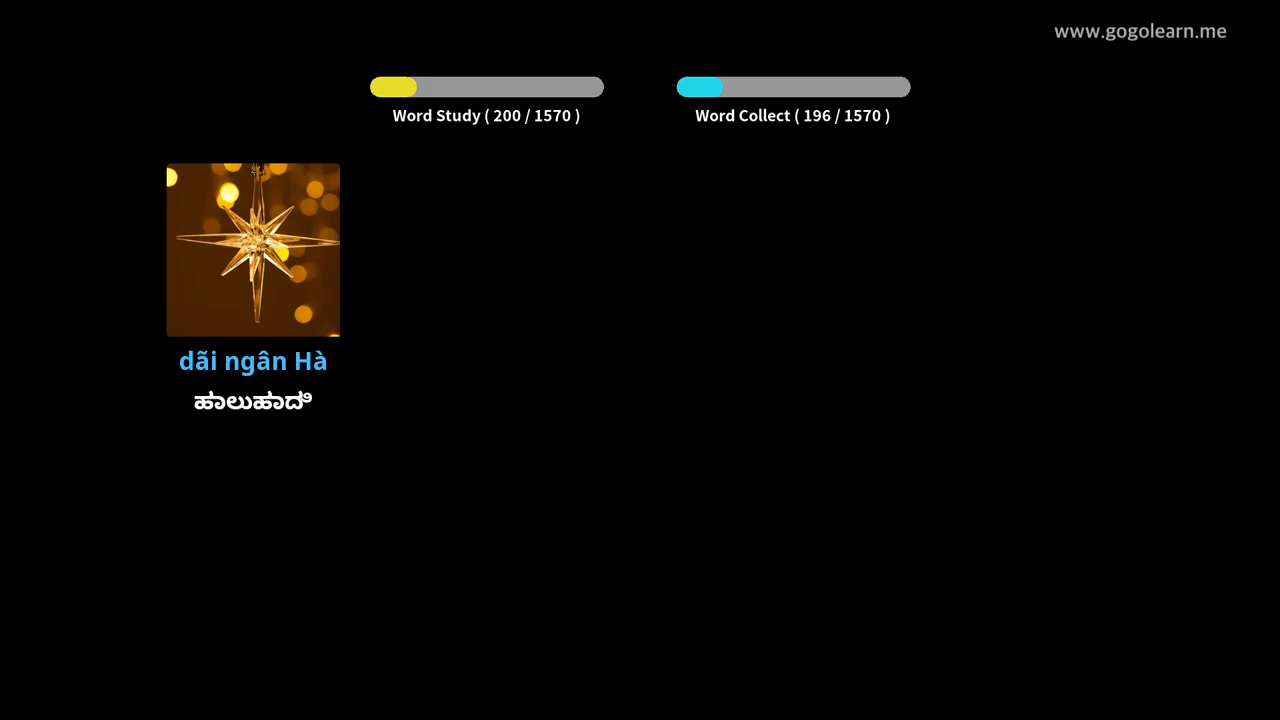 www.gogolearn.me
Word Study ( 200 / 1570 )
Word Collect ( 196 / 1570 )
dãi ngân Hà
ಹಾಲುಹಾದಿ